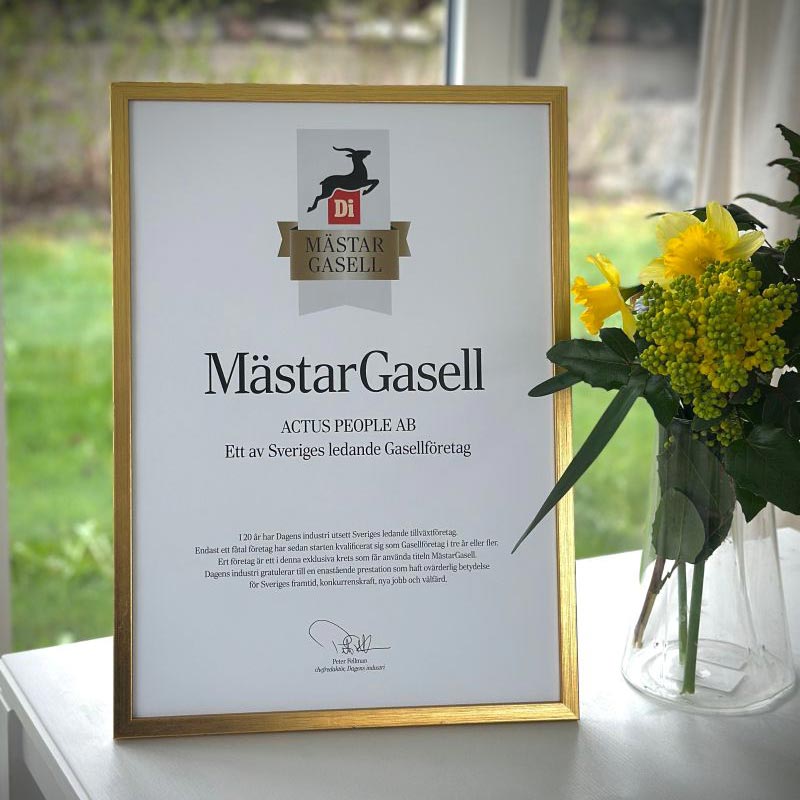 Di
MÄSTAR
GASELL
MästarGasell
ACTUS PEOPLE AB
Ett av Sveriges ledande Gasellföretag
I 20 år har Dagens industri utsett Sveriges ledande tillväxtföretag.
Endast ett fåtal företag har sedan starten kvalificerat sig som Gasellföretag i tre år eller fler.
Ert företag är ett i denna exklusiva krets som får använda titeln MästarGasell.
Dagens industri gratulerar till en enastående prestation som haft ovärderlig betydelse
för Sveriges framtid, konkurrenskraft, nya jobb och välfärd.
Peter Fellman
chefredaktör, Dagens industri